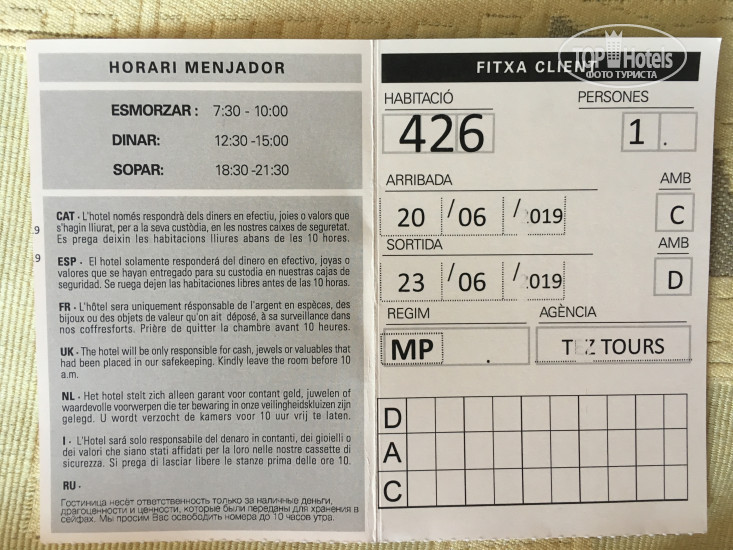 HORARI MENJADOR
ESMORZAR : 7:30 - 10:00
DINAR: 12:30 -15:00
SOPAR: 18:30 -21:30
CAT - L'hotel només respondrà dels diners en efectiu, joies o valors que
s'hagin lliurat, per a la seva custòdia, en les nostres caixes de seguretat.
Es prega deixin les habitacions lliures abans de les 10 hores.
ESP - El hotel solamente responderá del dinero en efectivo, joyas o
valores que se hayan entregado para su custodia en nuestras cajas de
seguridad. Se ruega dejen las habitaciones libres antes de las 10 horas.
FR - L'hôtel sera uniquement résponsable de l'argent en espèces, des
bijoux ou des objets de valeur qu'on ait déposé, à sa surveillance dans
nos coffresforts. Prière de quitter la chambre avant 10 heures.
UK - The hotel will be only responsible for cash, jewels or valuables that
had been placed in our safekeeping. Kindly leave the room before 10
a.m.
NL - Het hotel stelt zich alleen garant voor contant geld, juwelen of
waardevolle voorwerpen die ter bewaring in onze veilingheidskluizen zijn
gelegd. U wordt verzocht de kamers voor 10 uur vrij te laten.
I - L'Hotel sará solo responsabile del denaro in contanti, dei gioielli o
dei valori che siano stati affidati per la loro nelle nostre cassette di
sicurezza. Si prega di lasciar libere le stanze prima delle ore 10.
RU -
Гостиница несёт ответственность только за наличные деньги,
драгоценности и ценности, которые были переданы для хранения в
сейфах. Мы просим Вас освободить номера до 10 часов утра.
9
9
FITXA CLIENT
TOP Hotels
ФОТО ТУРИСТА
HABITACIÓ PERSONES
426 1 .
ARRIBADA AMB
20 / 06 / 2019 C
SORTIDA AMB
23 / 06 / 2019 D
REGIM AGÈNCIA
MP . TEZ TOURS
D
A
C